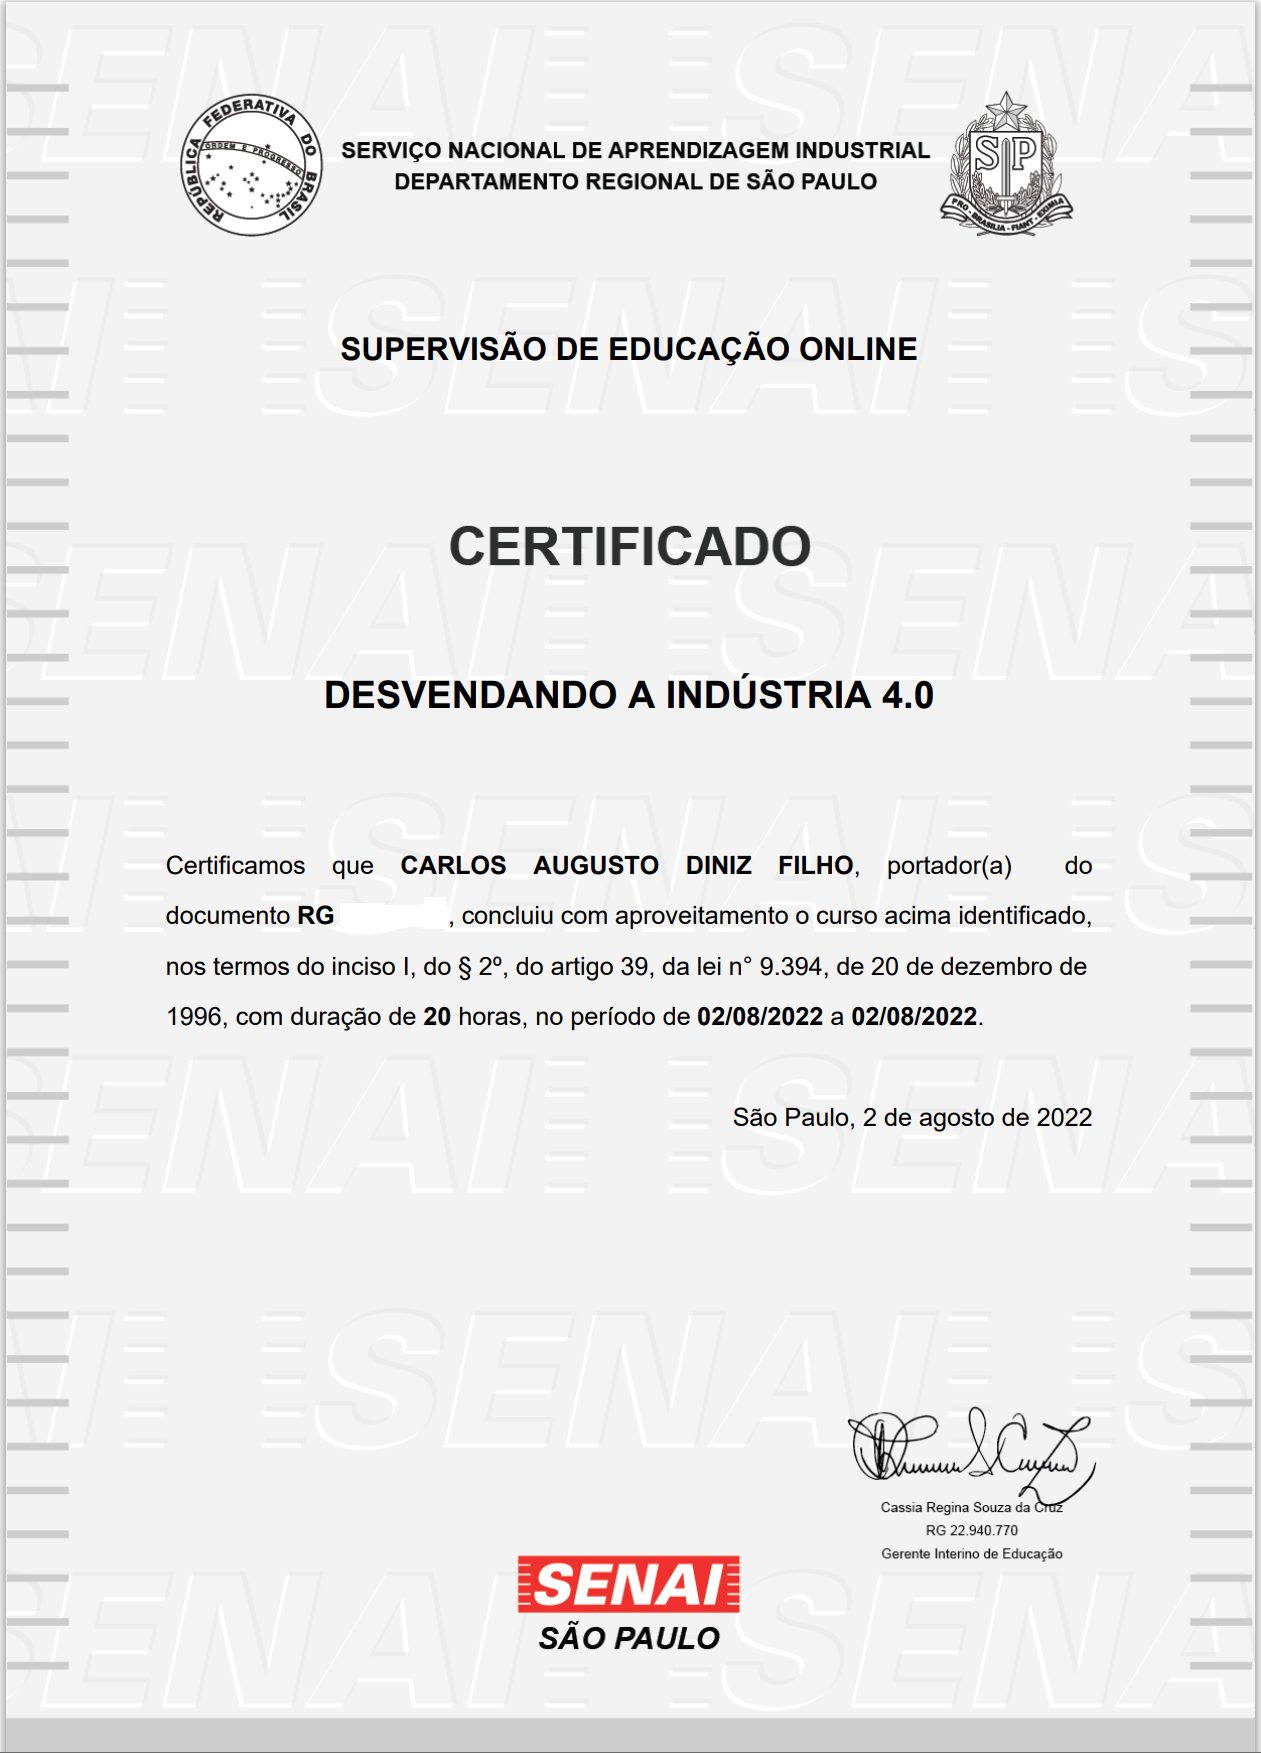 REPÚBLICA FEDERATIVA DO BRASIL
ORDEM E PROGRESSO
SERVIÇO NACIONAL DE APRENDIZAGEM INDUSTRIAL
DEPARTAMENTO REGIONAL DE SÃO PAULO
SP
PRO·BRASILIA·FIANT·EXIMIA
SUPERVISÃO DE EDUCAÇÃO ONLINE
CERTIFICADO
DESVENDANDO A INDÚSTRIA 4.0
Certificamos que CARLOS AUGUSTO DINIZ FILHO, portador(a) do
documento RG , concluiu com aproveitamento o curso acima identificado,
nos termos do inciso I, do § 2º, do artigo 39, da lei n° 9.394, de 20 de dezembro de
1996, com duração de 20 horas, no período de 02/08/2022 a 02/08/2022.
São Paulo, 2 de agosto de 2022
Cassia Regina Souza da Cruz
RG 22.940.770
Gerente Interino de Educação
SENAI
SÃO PAULO